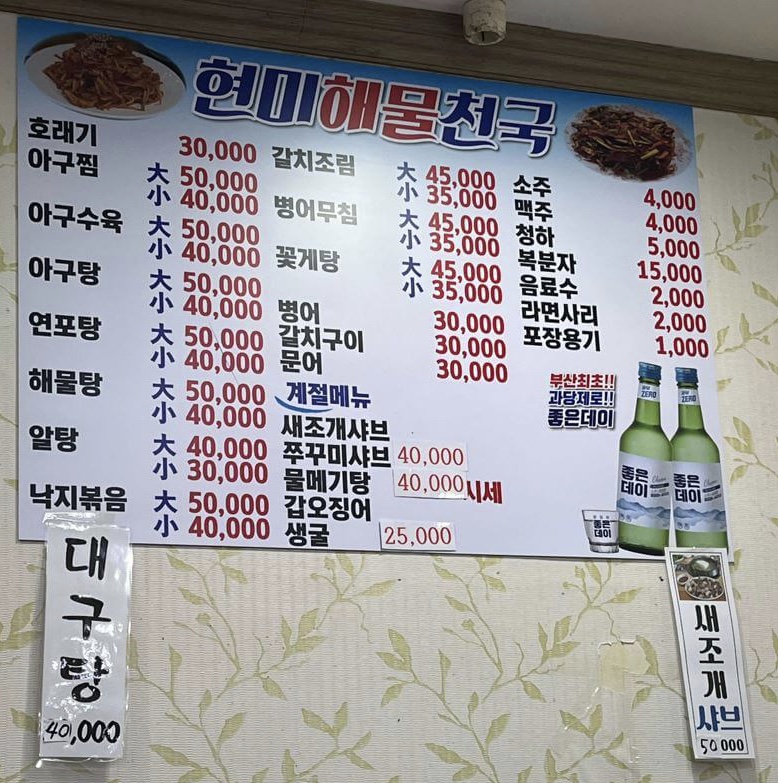 현미해물천국
호래기 30,000
아구찜 大 50,000
小 40,000
아구수육 大 50,000
小 40,000
아구탕 大 50,000
小 40,000
연포탕 大 50,000
小 40,000
해물탕 大 50,000
小 40,000
알탕 大 40,000
小 30,000
낙지볶음 大 50,000
小 40,000
갈치조림 大 45,000
小 35,000
병어무침 大 45,000
小 35,000
꽃게탕 大 45,000
小 35,000
병어 30,000
갈치구이 30,000
문어 30,000
계절메뉴
새조개샤브
쭈꾸미샤브 40,000
물메기탕 40,000 시세
갑오징어
생굴 25,000
소주 4,000
맥주 4,000
청하 5,000
복분자 15,000
음료수 2,000
라면사리 2,000
포장용기 1,000
부산최초!!
과당제로!!
좋은데이
ZERO
ZERO
좋은
데이
좋은
데이
좋은
데이
대구탕
40,000
새조개
샤브
50000